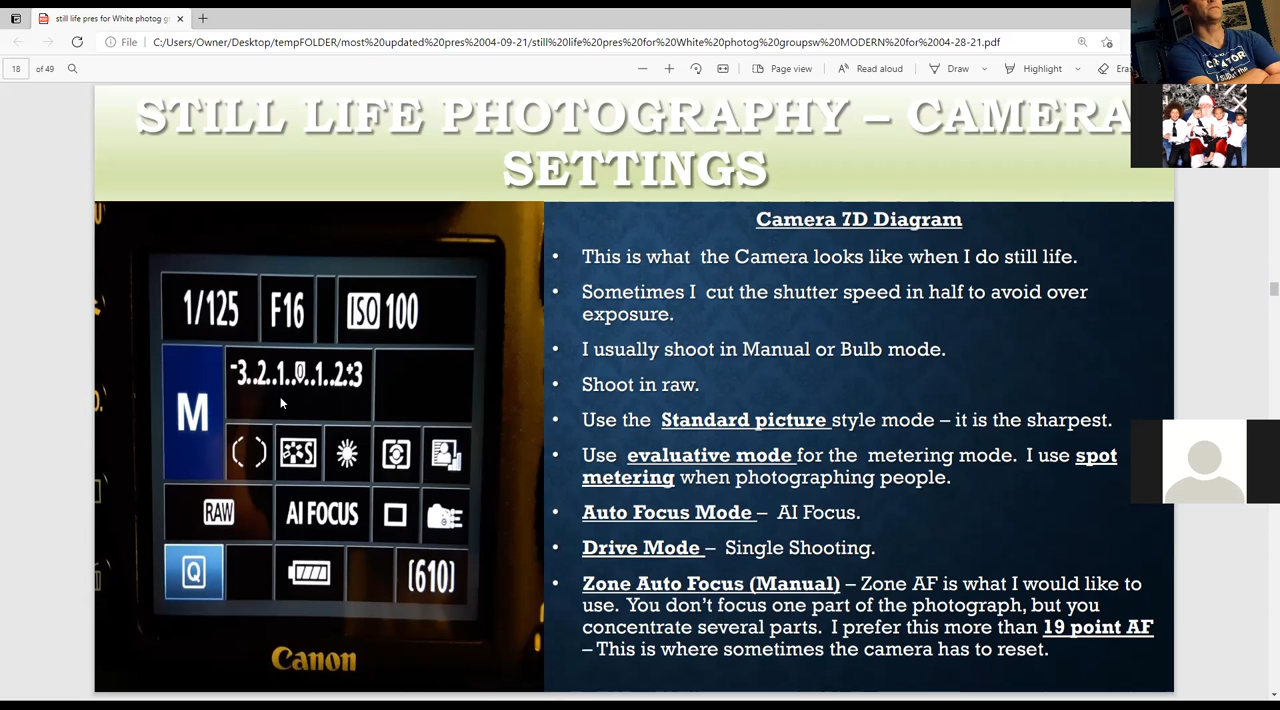 still life pres for White photog g
File C:/Users/Owner/Desktop/tempFOLDER/most%20updated%20pres%2004-09-21/still%20life%20pres%20for%20White%20photog%20groupsw%20MODERN%20for%2004-28-21.pdf
18 of 49 Page view Read aloud Draw Highlight Eras
STILL LIFE PHOTOGRAPHY – CAMERA
SETTINGS
1/125 F16 ISO 100
-3..2..1..0..1..2..+3
M
S
RAW AI FOCUS
Q (610)
Canon
Camera 7D Diagram
• This is what the Camera looks like when I do still life.
• Sometimes I cut the shutter speed in half to avoid over
exposure.
• I usually shoot in Manual or Bulb mode.
• Shoot in raw.
• Use the Standard picture style mode – it is the sharpest.
• Use evaluative mode for the metering mode. I use spot
metering when photographing people.
• Auto Focus Mode – AI Focus.
• Drive Mode – Single Shooting.
• Zone Auto Focus (Manual) – Zone AF is what I would like to
use. You don't focus one part of the photograph, but you
concentrate several parts. I prefer this more than 19 point AF
– This is where sometimes the camera has to reset.